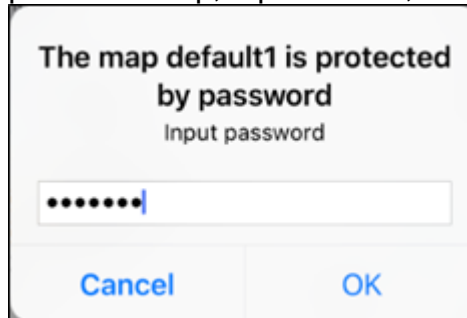 The map default1 is protected
by password
Input password
•••••••
Cancel OK